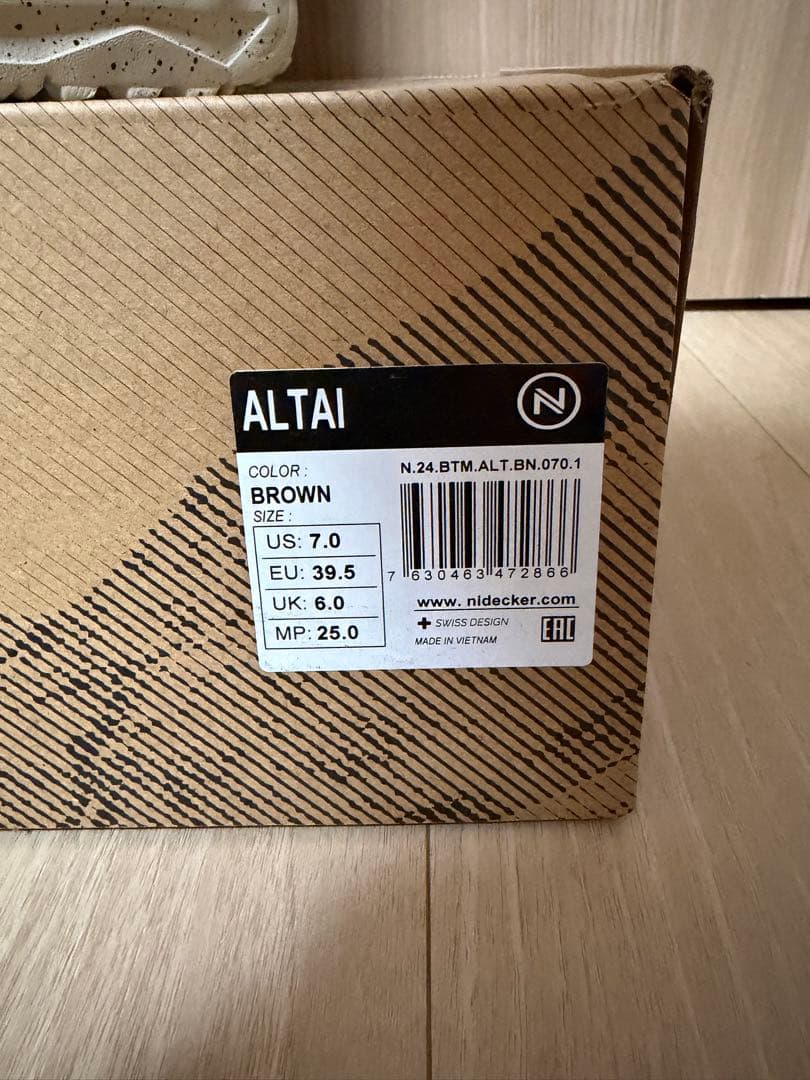 ALTAI
N
COLOR :
BROWN
SIZE :
US: 7.0
EU: 39.5
UK: 6.0
MP: 25.0
N.24.BTM.ALT.BN.070.1
7 630463 472866
www. nidecker.com
SWISS DESIGN
MADE IN VIETNAM
EAC